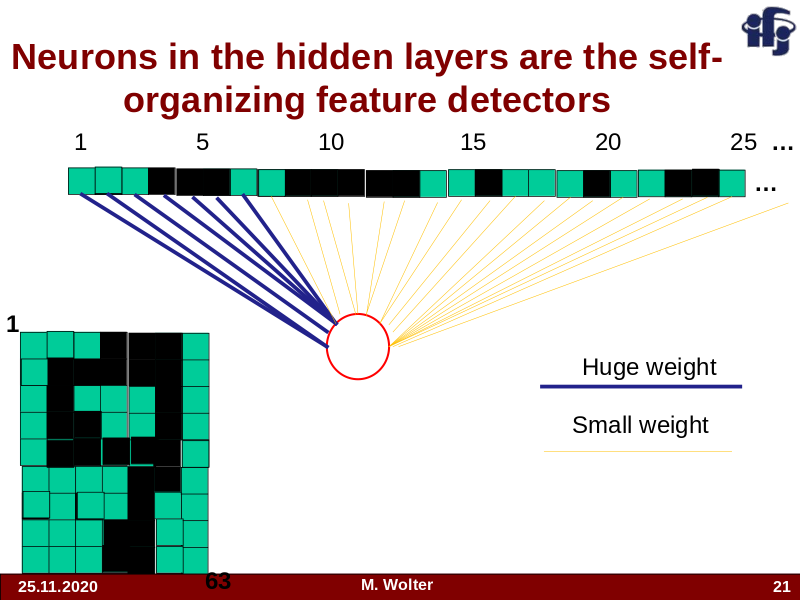 Neurons in the hidden layers are the self-
organizing feature detectors
ifj
1 5 10 15 20 25 ...
...
1
Huge weight
Small weight
63
25.11.2020 M. Wolter 21